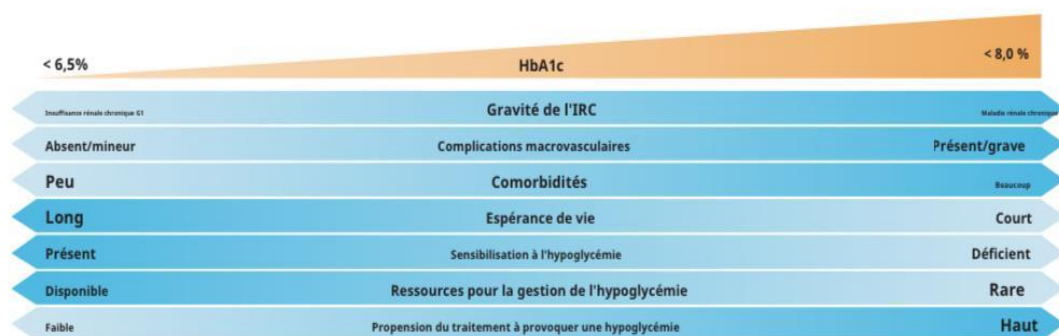 < 6,5% HbA1c < 8,0 %
Insuffisance rénale chronique G1 Gravité de l'IRC Maladie rénale chronique
Absent/mineur Complications macrovasculaires Présent/grave
Peu Comorbidités Beaucoup
Long Espérance de vie Court
Présent Sensibilisation à l'hypoglycémie Déficient
Disponible Ressources pour la gestion de l'hypoglycémie Rare
Faible Propension du traitement à provoquer une hypoglycémie Haut